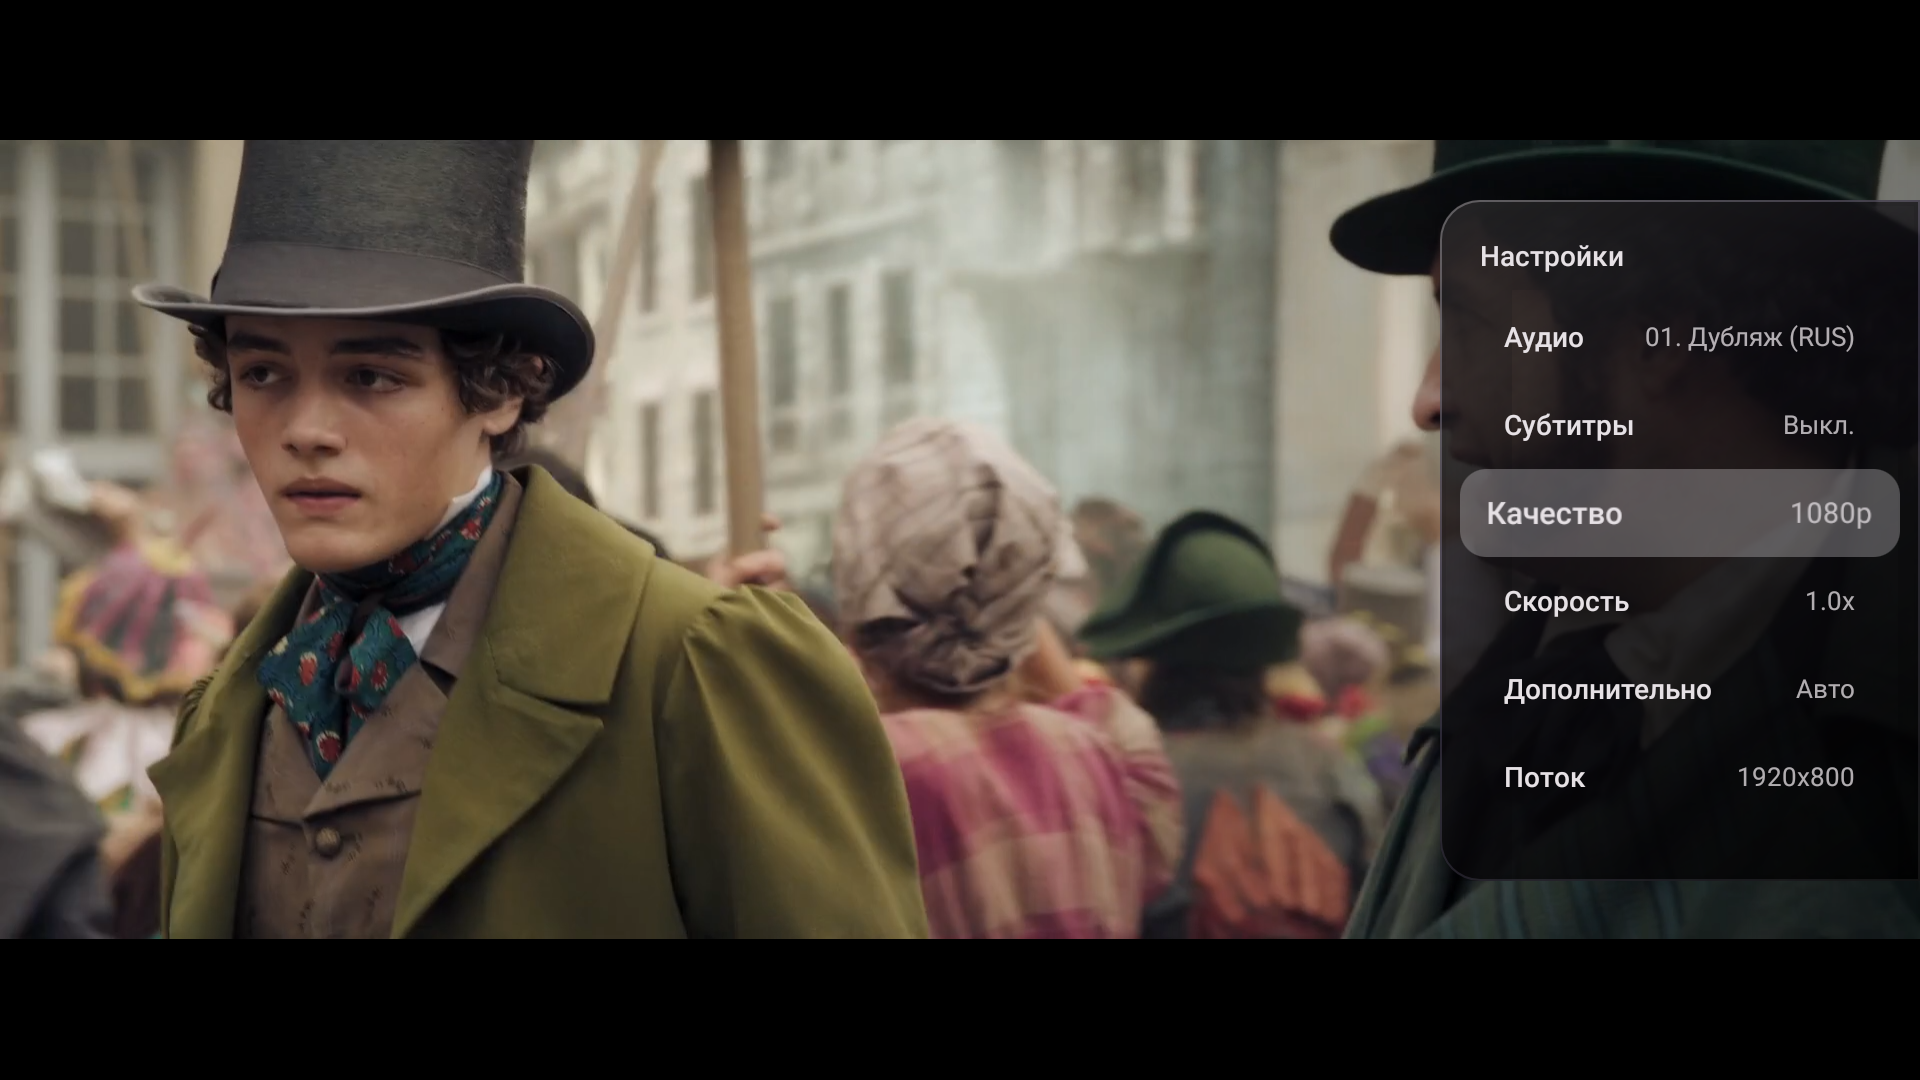 Настройки
Аудио 01. Дубляж (RUS)
Субтитры Выкл.
Качество 1080p
Скорость 1.0x
Дополнительно Авто
Поток 1920x800